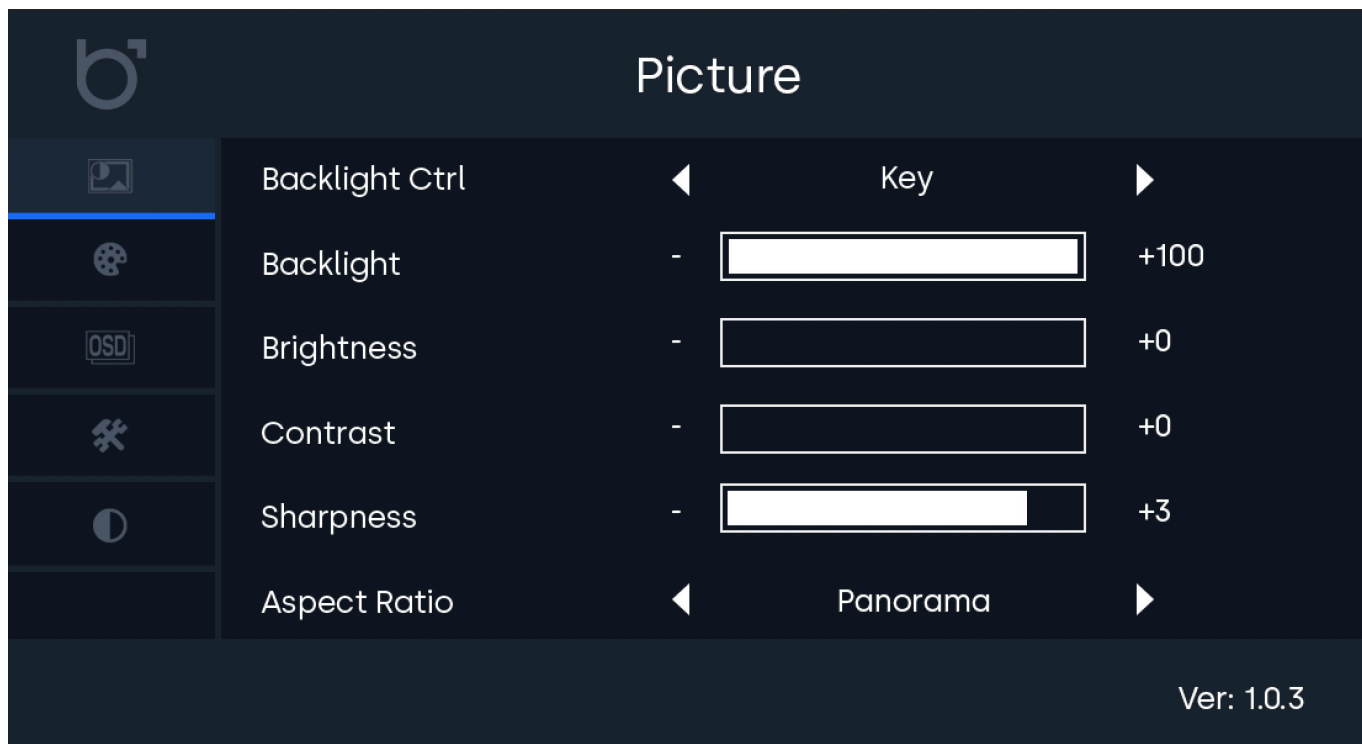 Picture
Backlight Ctrl Key
Backlight - +100
Brightness - +0
OSD
Contrast - +0
Sharpness - +3
Aspect Ratio Panorama
Ver: 1.0.3